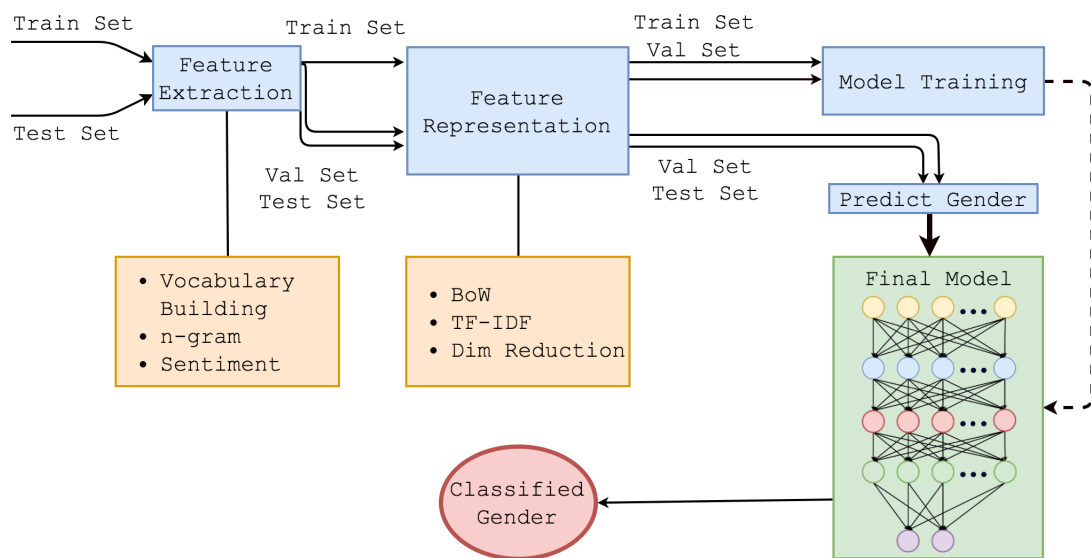 Train Set
Test Set
Feature
Extraction
Train Set
Val Set
Test Set
Feature
Representation
Train Set
Val Set
Val Set
Test Set
Model Training
Predict Gender
• Vocabulary
Building
• n-gram
• Sentiment
• BoW
• TF-IDF
• Dim Reduction
Final Model
Classified
Gender